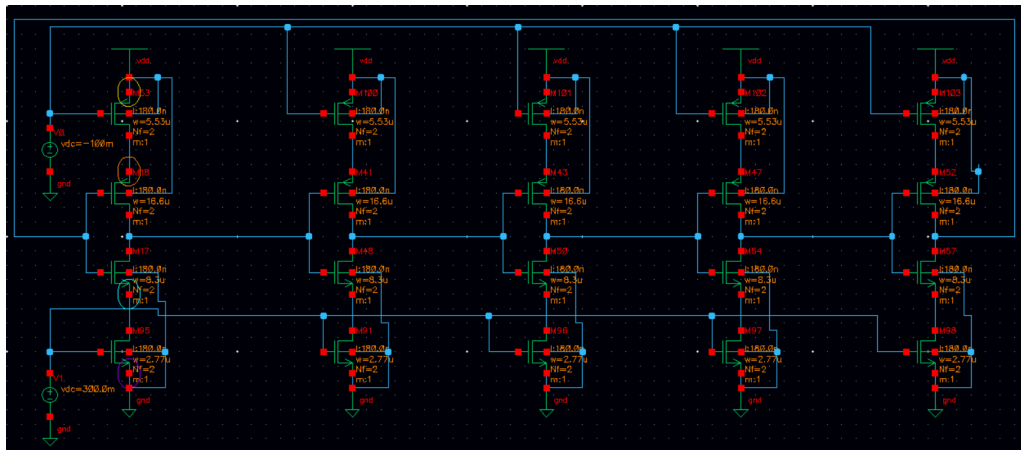 vdd
vdd
vdd
vdd
vdd
M53
M100
M101
M102
M103
l:180.0n
l:180.0n
l:180.0n
l:180.0n
l:180.0n
w=5.53u
w=5.53u
w=5.53u
w=5.53u
w=5.53u
V0
Nf=2
Nf=2
Nf=2
Nf=2
Nf=2
vdc=-100m
m:1
m:1
m:1
m:1
m:1
gnd
M41
M43
M47
M52
l:180.0n
l:180.0n
l:180.0n
l:180.0n
l:180.0n
w=16.6u
w=16.6u
w=16.6u
w=16.6u
w=16.6u
Nf=2
Nf=2
Nf=2
Nf=2
Nf=2
m:1
m:1
m:1
m:1
m:1
M17
M48
M50
M54
M57
l:180.0n
l:180.0n
l:180.0n
l:180.0n
l:180.0n
w=8.3u
w=8.3u
w=8.3u
w=8.3u
w=8.3u
Nf=2
Nf=2
Nf=2
Nf=2
Nf=2
m:1
m:1
m:1
m:1
m:1
M95
M91
M96
M97
M98
l:180.0n
l:180.0n
l:180.0n
l:180.0n
l:180.0n
w=2.77u
w=2.77u
w=2.77u
w=2.77u
w=2.77u
Nf=2
Nf=2
Nf=2
Nf=2
Nf=2
V1
m:1
m:1
m:1
m:1
m:1
vdc=300.0m
gnd
gnd
gnd
gnd
gnd
gnd